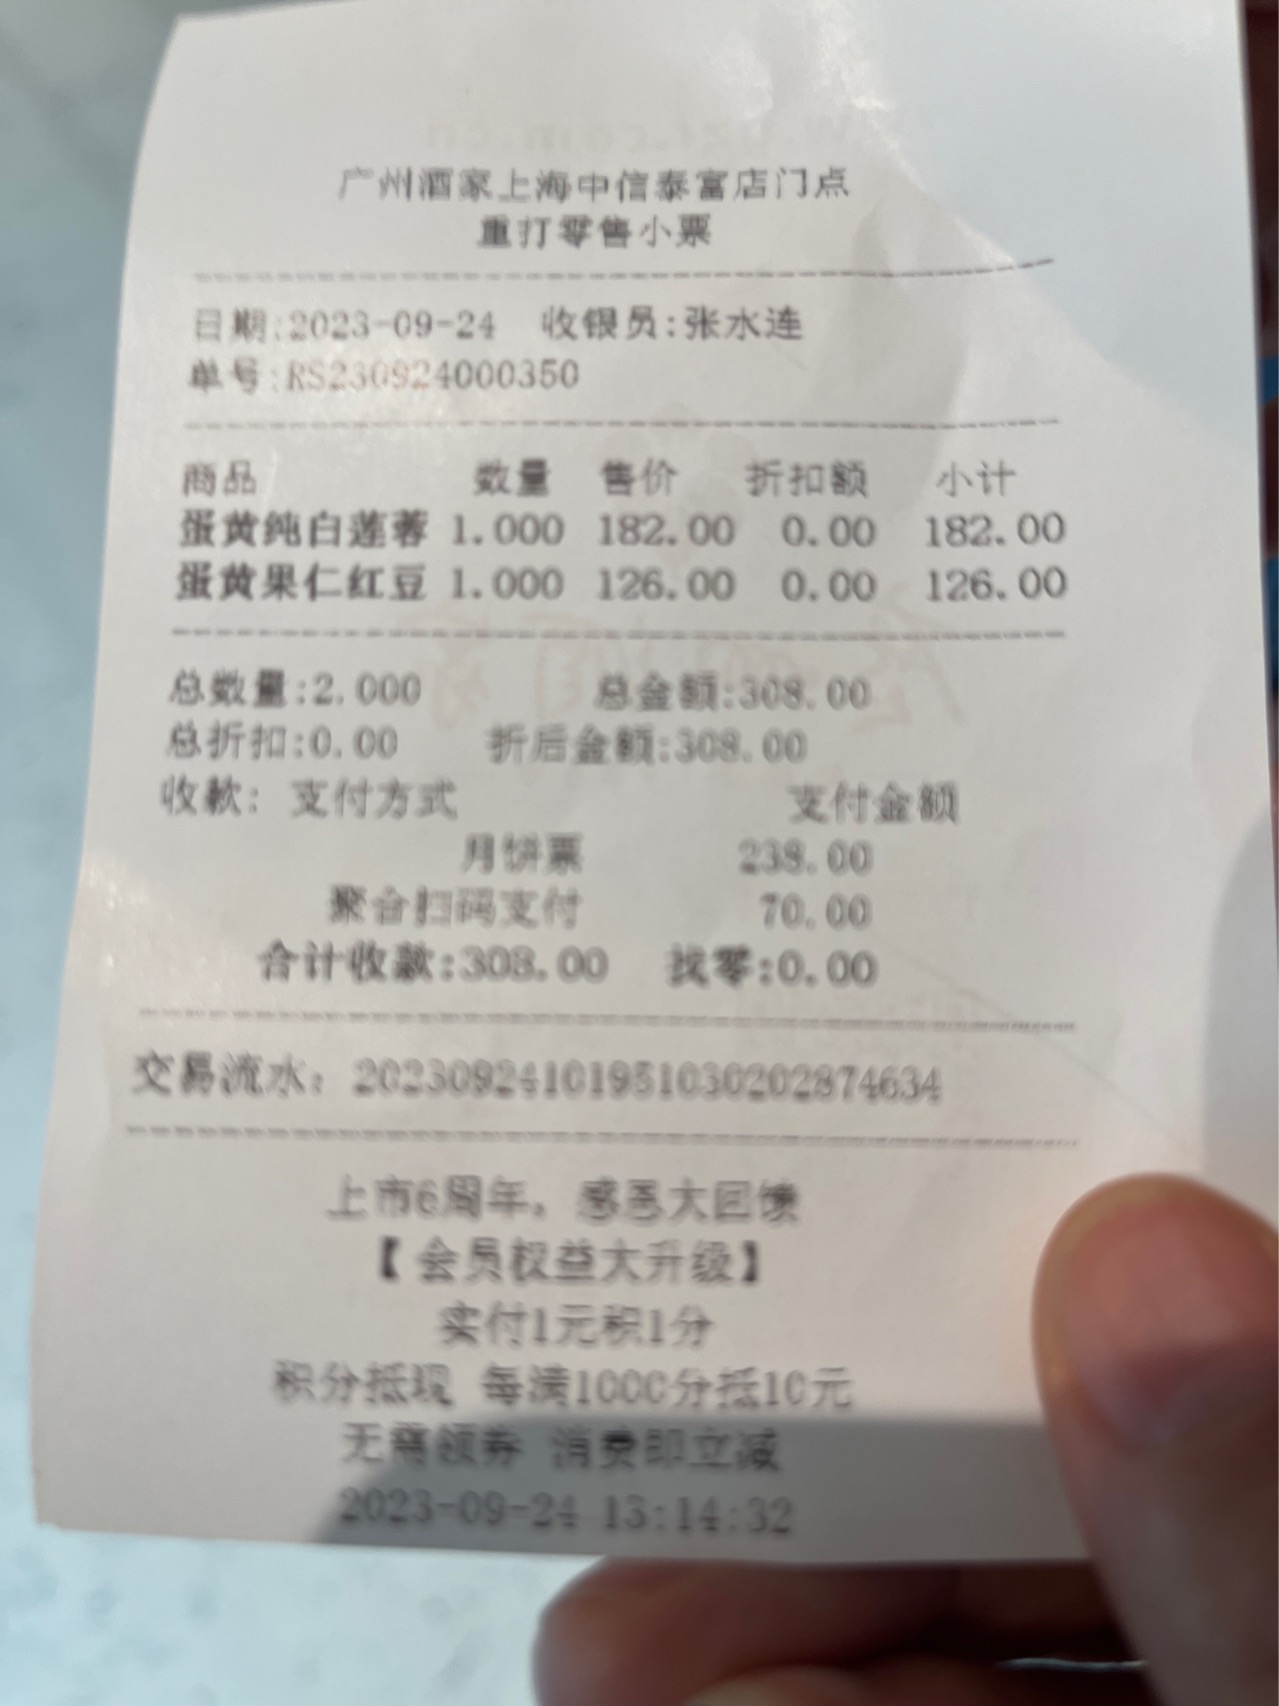 广州酒家上海中信泰富店门点
重打零售小票
日期:2023-09-24 收银员:张水连
单号:RS230924000350
商品 数量 售价 折扣额 小计
蛋黄纯白莲蓉 1.000 182.00 0.00 182.00
蛋黄果仁红豆 1.000 126.00 0.00 126.00
总数量:2.000 总金额:308.00
总折扣:0.00 折后金额:308.00
收款: 支付方式 支付金额
月饼票 238.00
聚合扫码支付 70.00
合计收款:308.00 找零:0.00
交易流水: 20230924101951030202874634
上市6周年，感恩大回馈
【会员权益大升级】
实付1元积1分
积分抵现 每满1000分抵10元
无需领券 消费即立减
2023-09-24 13:14:32